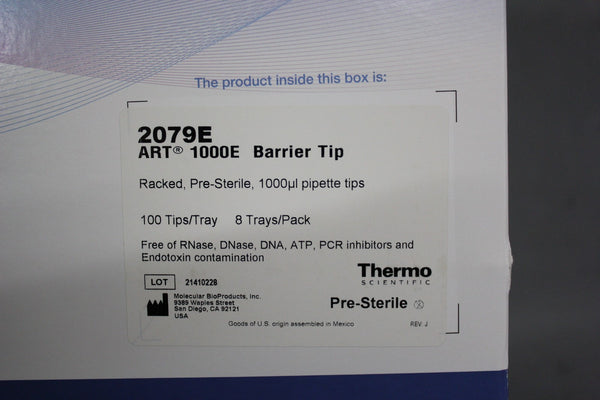 The product inside this box is:
2079E
ART® 1000E Barrier Tip
Racked, Pre-Sterile, 1000µl pipette tips
100 Tips/Tray 8 Trays/Pack
Free of RNase, DNase, DNA, ATP, PCR inhibitors and
Endotoxin contamination
LOT 21410228
Thermo
SCIENTIFIC
Molecular BioProducts, Inc.
9389 Waples Street
San Diego, CA 92121
USA
Pre-Sterile
Goods of U.S. origin assembled in Mexico
REV: J